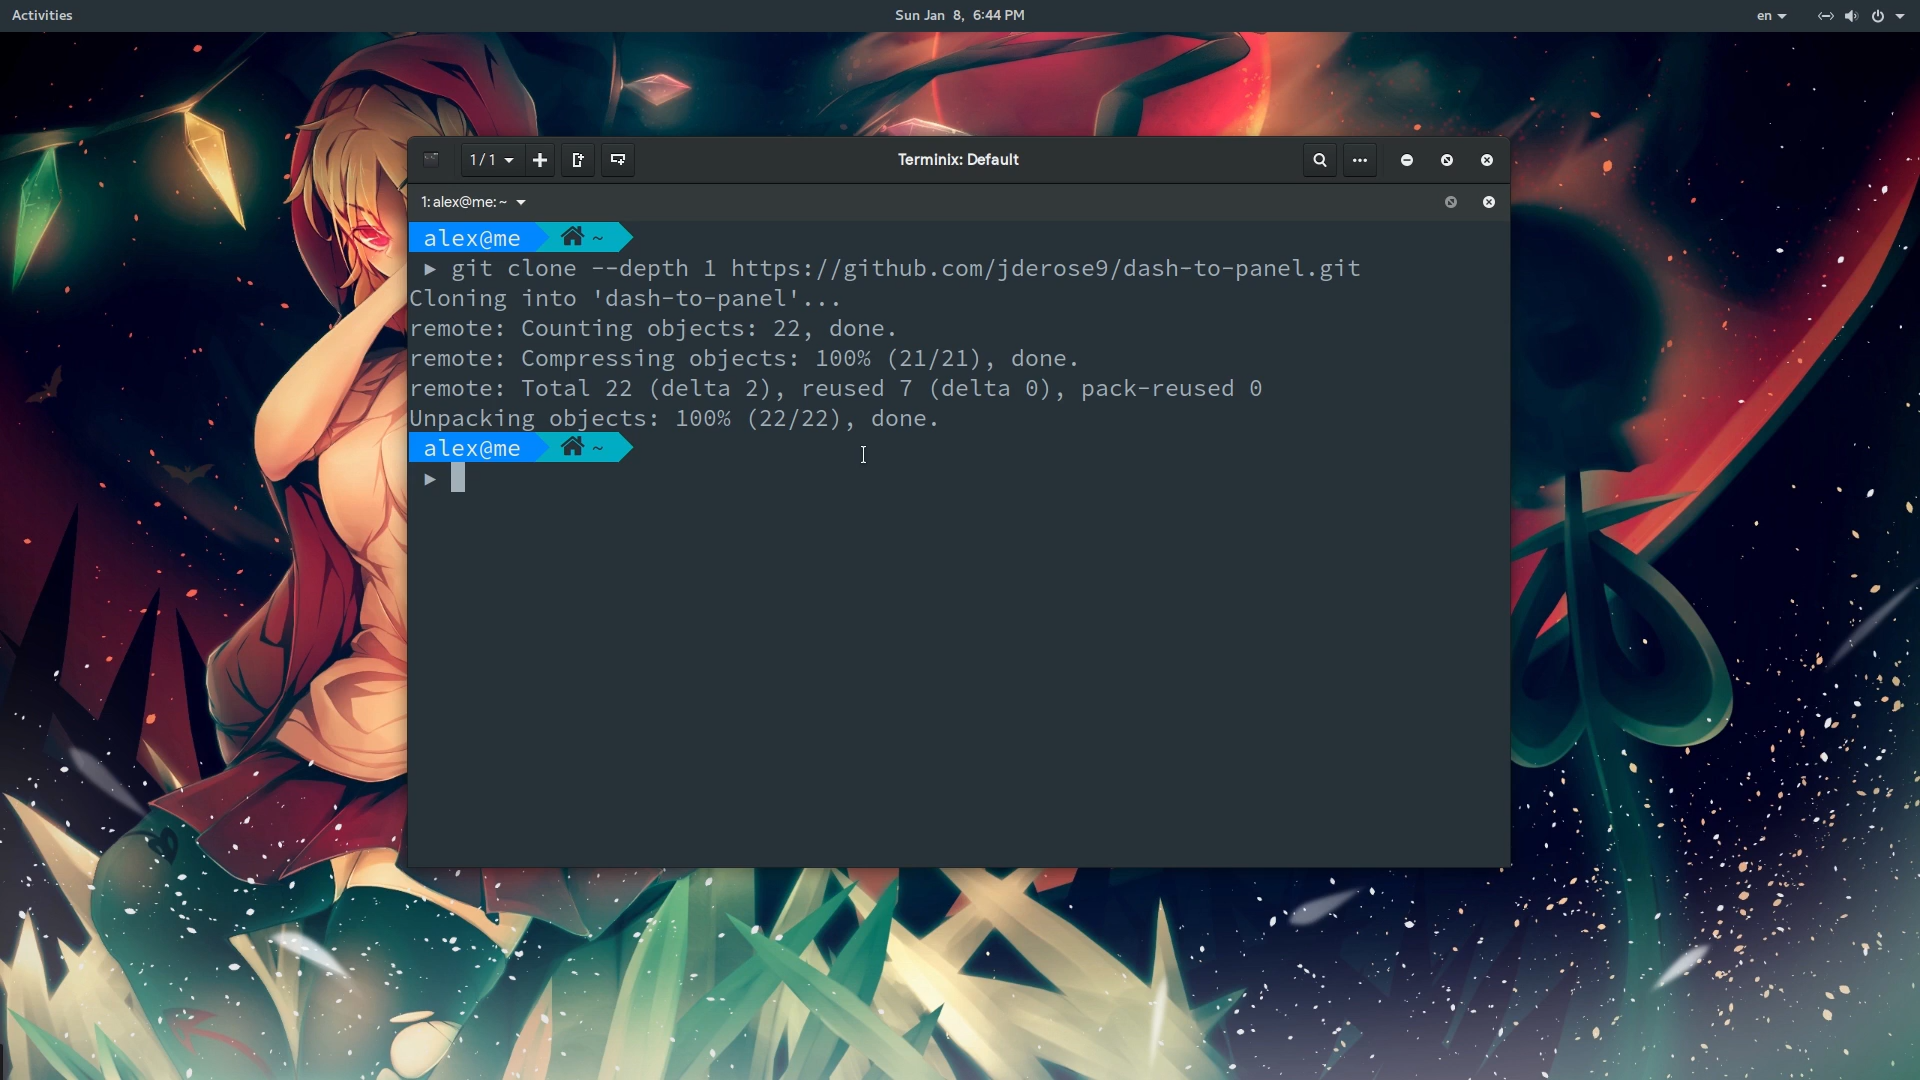 Activities
Sun Jan 8, 6:44 PM
en
1 / 1
Terminix: Default
1: alex@me: ~
alex@me ~
git clone --depth 1 https://github.com/jderose9/dash-to-panel.git
Cloning into 'dash-to-panel'...
remote: Counting objects: 22, done.
remote: Compressing objects: 100% (21/21), done.
remote: Total 22 (delta 2), reused 7 (delta 0), pack-reused 0
Unpacking objects: 100% (22/22), done.
alex@me ~